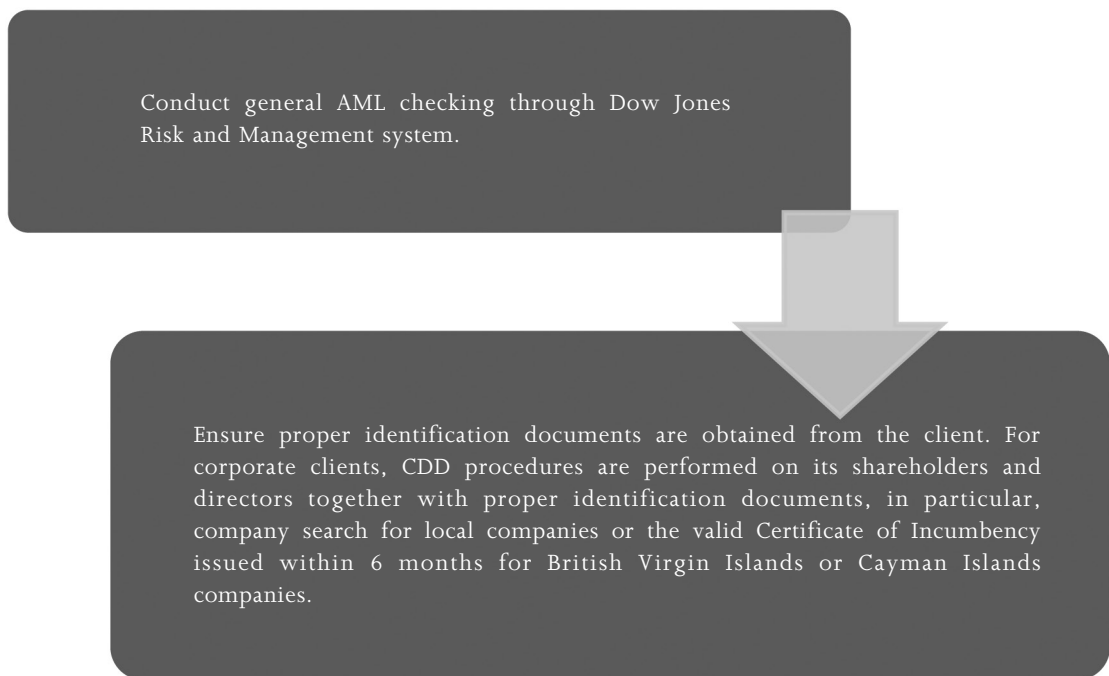 Conduct general AML checking through Dow Jones
Risk and Management system.
Ensure proper identification documents are obtained from the client. For
corporate clients, CDD procedures are performed on its shareholders and
directors together with proper identification documents, in particular,
company search for local companies or the valid Certificate of Incumbency
issued within 6 months for British Virgin Islands or Cayman Islands
companies.